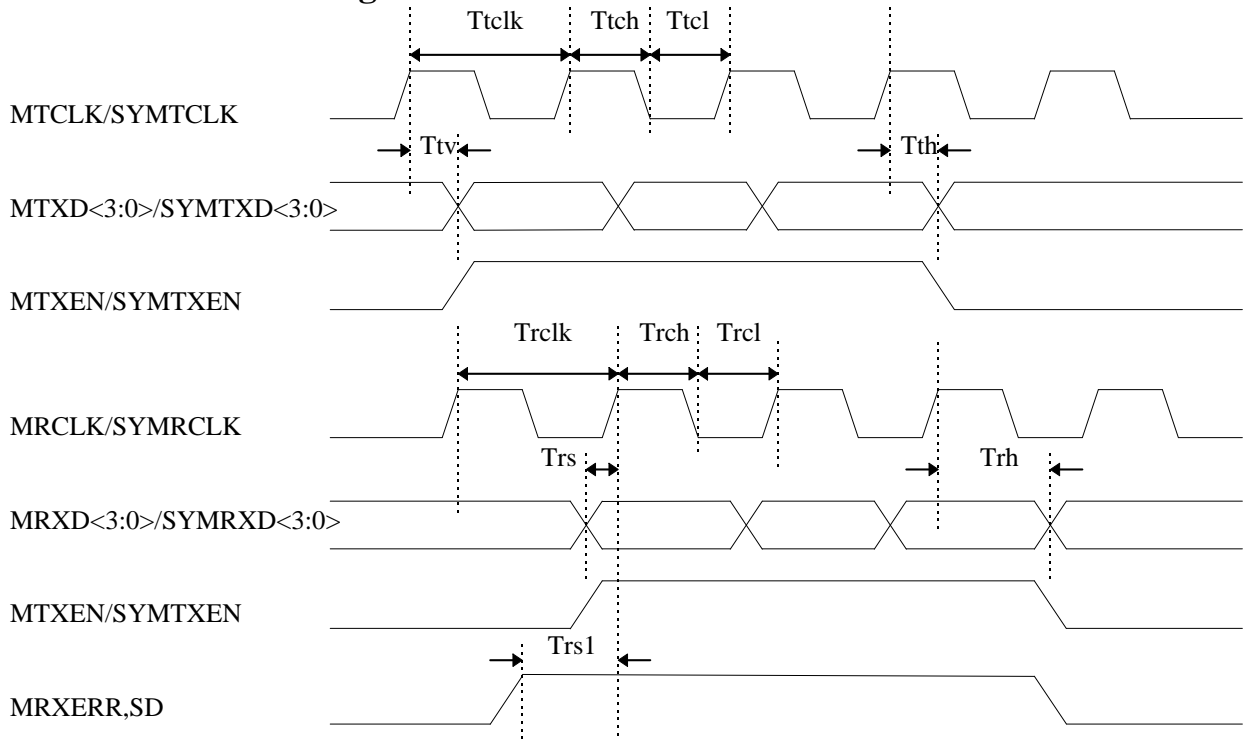 Ttclk Ttch Ttcl
MTCLK/SYMTCLK
Ttv Tth
MTXD<3:0>/SYMTXD<3:0>
MTXEN/SYMTXEN
Trclk Trch Trcl
MRCLK/SYMRCLK
Trs Trh
MRXD<3:0>/SYMRXD<3:0>
MTXEN/SYMTXEN
Trs1
MRXERR,SD